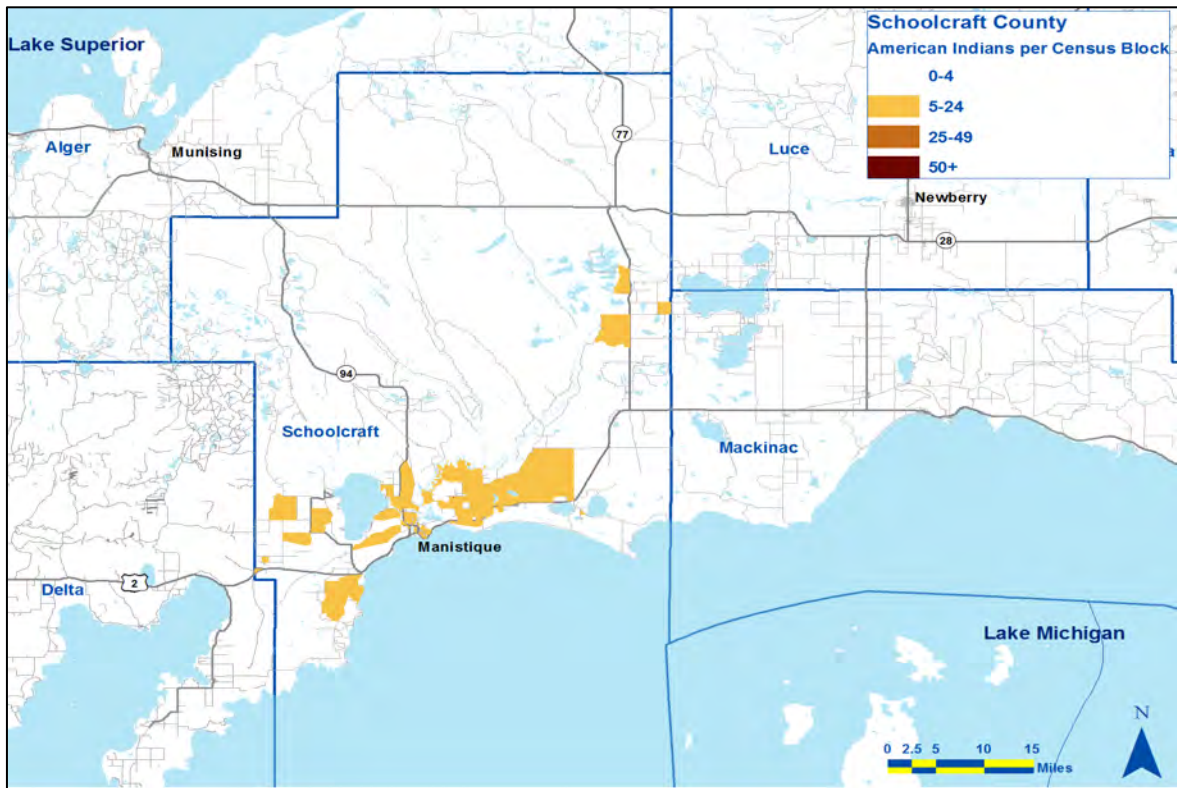 Schoolcraft County
American Indians per Census Block
0-4
5-24
25-49
50+
Lake Superior
77
Alger
Munising
Luce
a
Newberry
28
94
Schoolcraft
Mackinac
Manistique
2
Delta
Lake Michigan
N
0 2.5 5 10 15
Miles